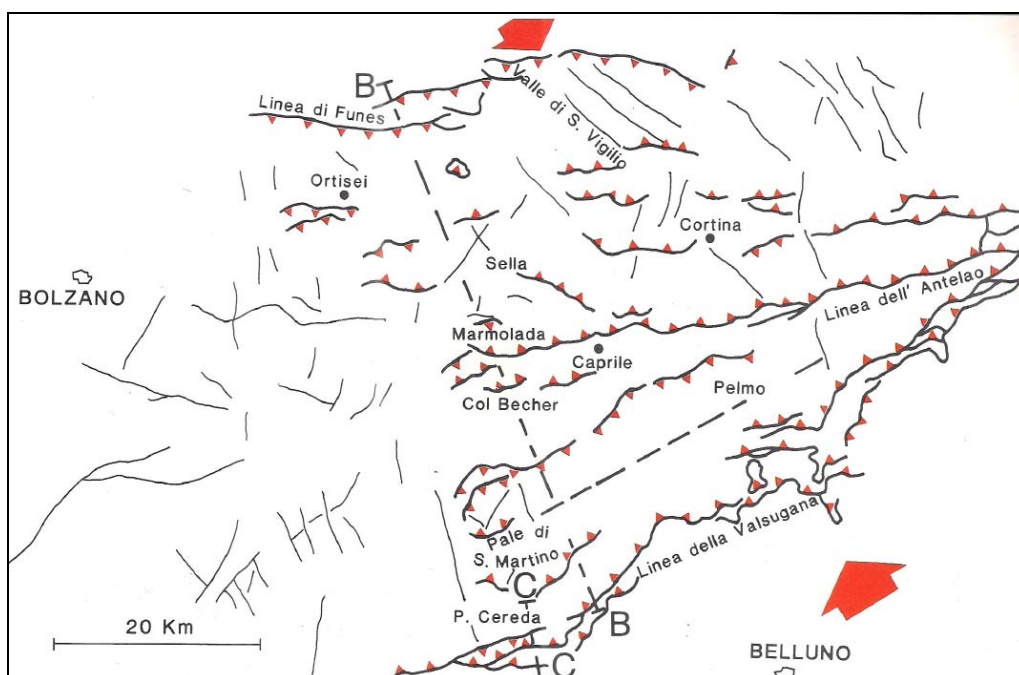 B
Linea di Funes
Valle di S. Vigilio
Ortisei
Cortina
BOLZANO
Sella
Linea dell' Antelao
Marmolada
Caprile
Pelmo
Col Becher
Pale di
S. Martino
Linea della Valsugana
C
P. Cereda
B
20 Km
C
BELLUNO